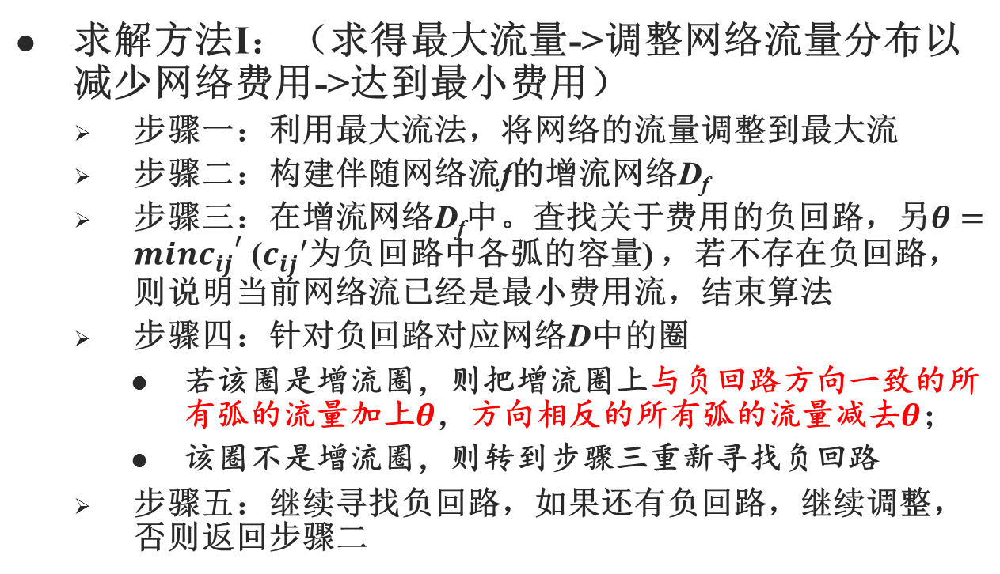 ● 求解方法I：（求得最大流量->调整网络流量分布以
减少网络费用->达到最小费用）
➢ 步骤一：利用最大流法，将网络的流量调整到最大流
➢ 步骤二：构建伴随网络流f的增流网络D_f
➢ 步骤三：在增流网络D_f中。查找关于费用的负回路，另θ =
minc_{ij}′ (c_{ij}′为负回路中各弧的容量) ，若不存在负回路，
则说明当前网络流已经是最小费用流，结束算法
➢ 步骤四：针对负回路对应网络D中的圈
● 若该圈是增流圈，则把增流圈上与负回路方向一致的所
有弧的流量加上θ，方向相反的所有弧的流量减去θ；
● 该圈不是增流圈，则转到步骤三重新寻找负回路
➢ 步骤五：继续寻找负回路，如果还有负回路，继续调整，
否则返回步骤二